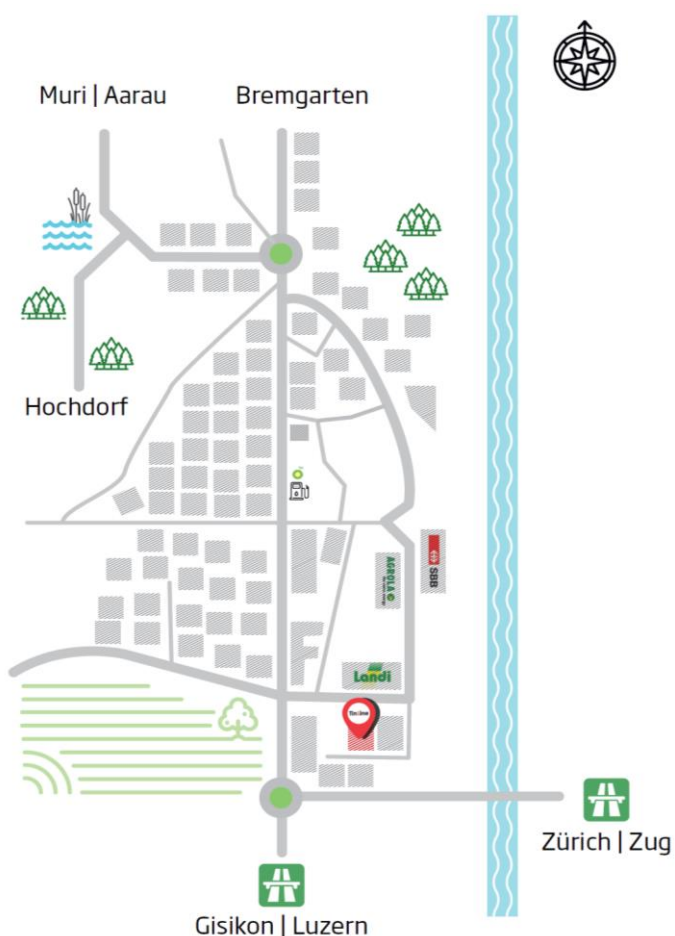 Muri | Aarau
Bremgarten
Hochdorf
AGROLA
SBB
Landi
Zürich | Zug
Gisikon | Luzern